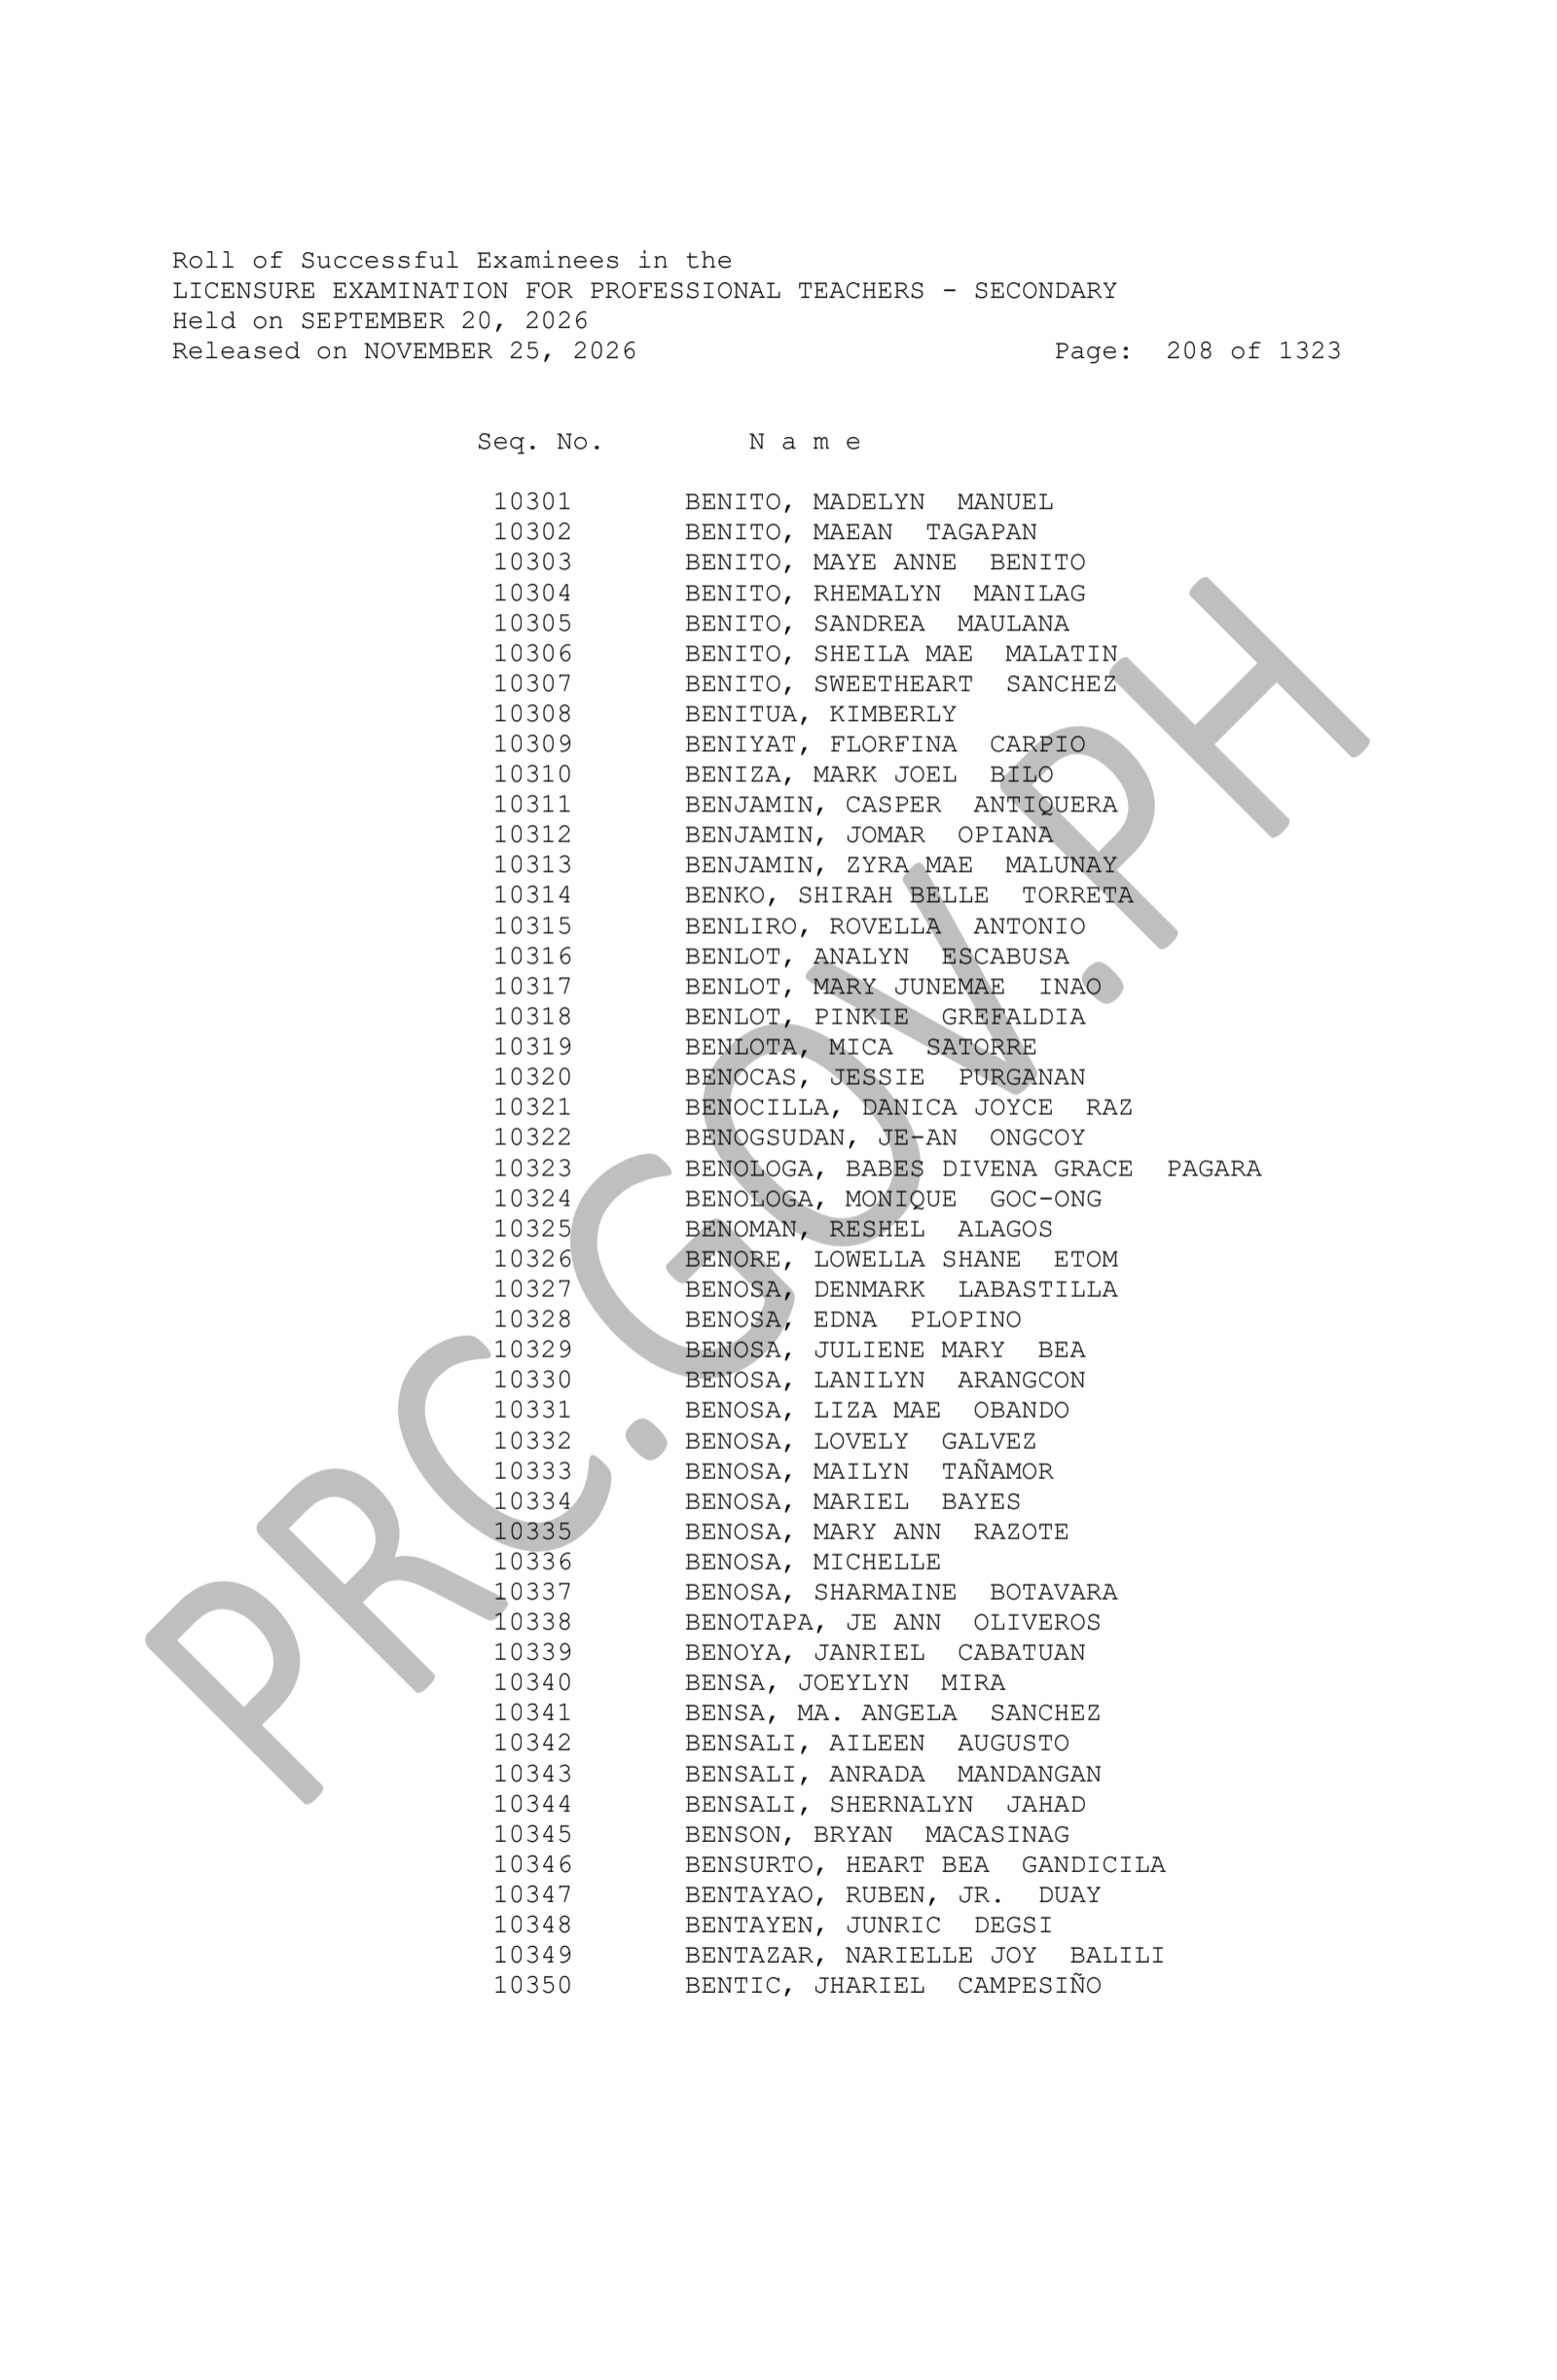 Roll of Successful Examinees in the
LICENSURE EXAMINATION FOR PROFESSIONAL TEACHERS - SECONDARY
Held on SEPTEMBER 20, 2026
Released on NOVEMBER 25, 2026 Page: 208 of 1323
Seq. No. N a m e
10301 BENITO, MADELYN MANUEL
10302 BENITO, MAEAN TAGAPAN
10303 BENITO, MAYE ANNE BENITO
10304 BENITO, RHEMALYN MANILAG
10305 BENITO, SANDREA MAULANA
10306 BENITO, SHEILA MAE MALATIN
10307 BENITO, SWEETHEART SANCHEZ
10308 BENITUA, KIMBERLY
10309 BENIYAT, FLORFINA CARPIO
10310 BENIZA, MARK JOEL BILO
10311 BENJAMIN, CASPER ANTIQUERA
10312 BENJAMIN, JOMAR OPIANA
10313 BENJAMIN, ZYRA MAE MALUNAY
10314 BENKO, SHIRAH BELLE TORRETA
10315 BENLIRO, ROVELLA ANTONIO
10316 BENLOT, ANALYN ESCABUSA
10317 BENLOT, MARY JUNEMAE INAO
10318 BENLOT, PINKIE GREFALDIA
10319 BENLOTA, MICA SATORRE
10320 BENOCAS, JESSIE PURGANAN
10321 BENOCILLA, DANICA JOYCE RAZ
10322 BENOGSUDAN, JE-AN ONGCOY
10323 BENOLOGA, BABES DIVENA GRACE PAGARA
10324 BENOLOGA, MONIQUE GOC-ONG
10325 BENOMAN, RESHEL ALAGOS
10326 BENORE, LOWELLA SHANE ETOM
10327 BENOSA, DENMARK LABASTILLA
10328 BENOSA, EDNA PLOPINO
10329 BENOSA, JULIENE MARY BEA
10330 BENOSA, LANILYN ARANGCON
10331 BENOSA, LIZA MAE OBANDO
10332 BENOSA, LOVELY GALVEZ
10333 BENOSA, MAILYN TAÑAMOR
10334 BENOSA, MARIEL BAYES
10335 BENOSA, MARY ANN RAZOTE
10336 BENOSA, MICHELLE
10337 BENOSA, SHARMAINE BOTAVARA
10338 BENOTAPA, JE ANN OLIVEROS
10339 BENOYA, JANRIEL CABATUAN
10340 BENSA, JOEYLYN MIRA
10341 BENSA, MA. ANGELA SANCHEZ
10342 BENSALI, AILEEN AUGUSTO
10343 BENSALI, ANRADA MANDANGAN
10344 BENSALI, SHERNALYN JAHAD
10345 BENSON, BRYAN MACASINAG
10346 BENSURTO, HEART BEA GANDICILA
10347 BENTAYAO, RUBEN, JR. DUAY
10348 BENTAYEN, JUNRIC DEGSI
10349 BENTAZAR, NARIELLE JOY BALILI
10350 BENTIC, JHARIEL CAMPESIÑO
PRC.GOV.PH